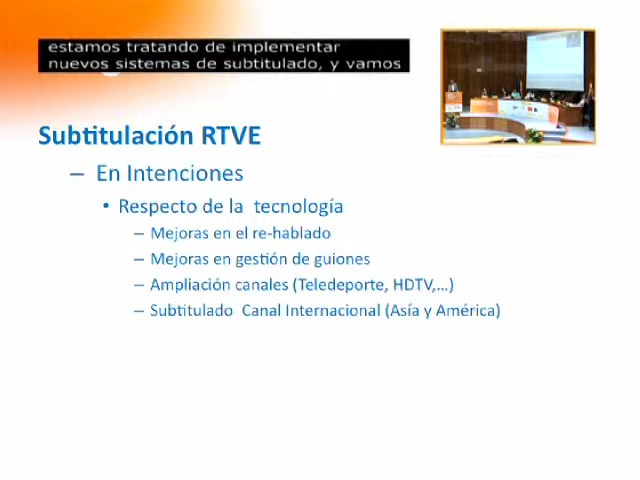 estamos tratando de implementar
nuevos sistemas de subtitulado, y vamos
Subtitulación RTVE
– En Intenciones
• Respecto de la tecnología
– Mejoras en el re-hablado
– Mejoras en gestión de guiones
– Ampliación canales (Teledeporte, HDTV,...)
– Subtitulado Canal Internacional (Asía y América)